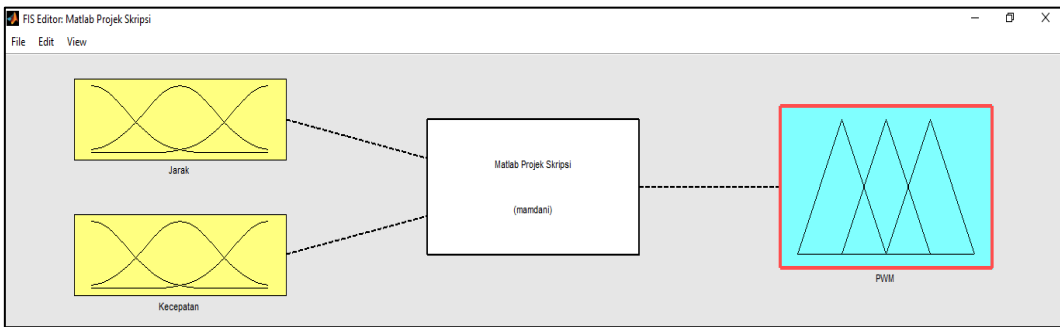 FIS Editor: Matlab Projek Skripsi
File Edit View
Jarak
Kecepatan
Matlab Projek Skripsi
(mamdani)
PWM